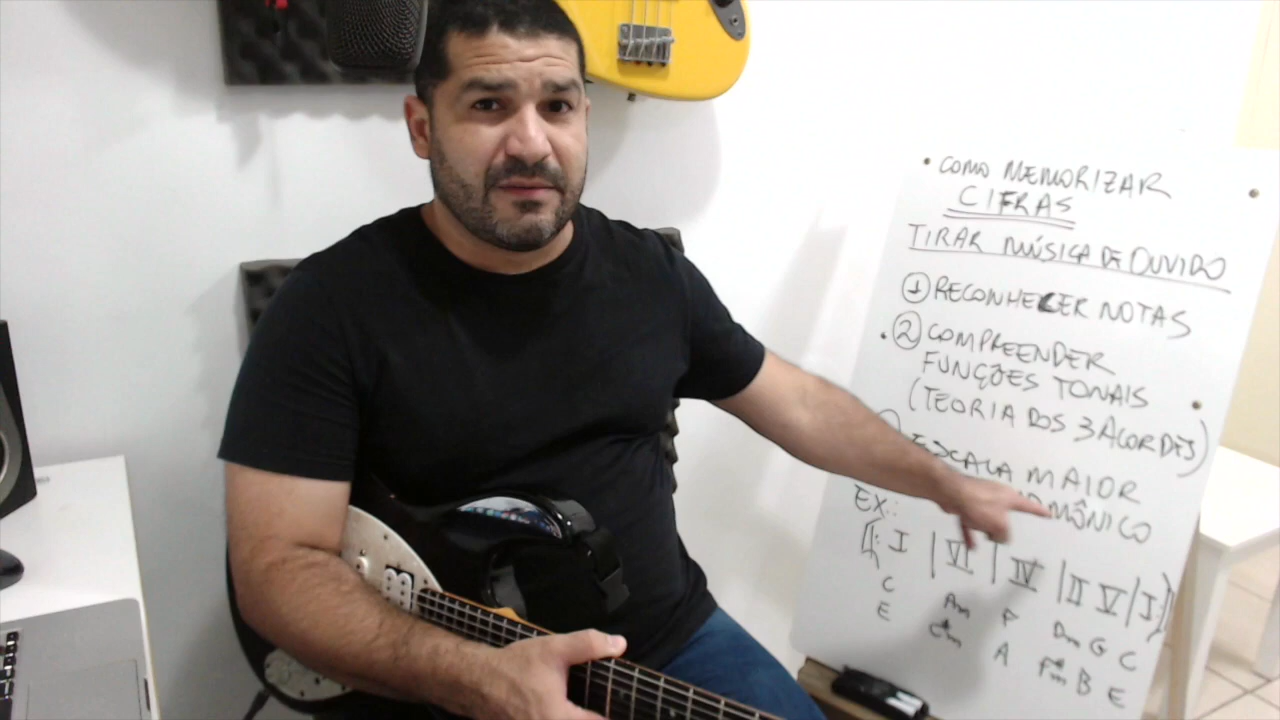 COMO MEMORIZAR
CIFRAS
TIRAR MÚSICA DE OUVIDO
1 RECONHECER NOTAS
2 COMPREENDER
FUNÇÕES TONAIS
(TEORIA DOS 3 ACORDES)
ESCALA MAIOR
EX.:
||: I | VI | IV | II V | I :||
C Am F Dm G C
E C#m A F#m B E